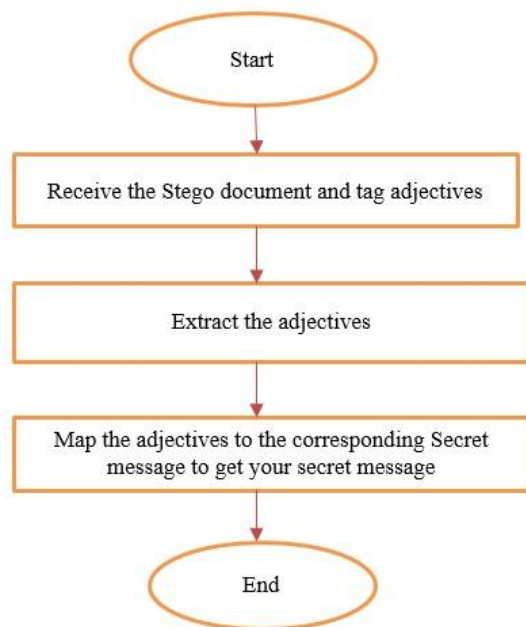 Start
Receive the Stego document and tag adjectives
Extract the adjectives
Map the adjectives to the corresponding Secret
message to get your secret message
End